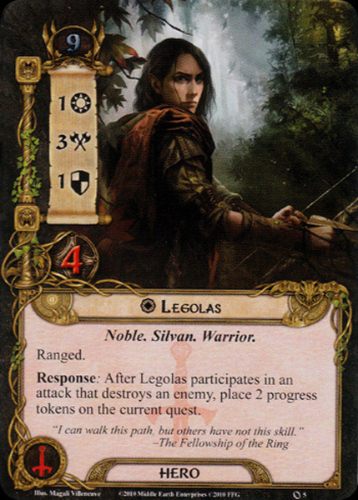 9
1
3
1
4
Legolas
Noble. Silvan. Warrior.
Ranged.
Response: After Legolas participates in an
attack that destroys an enemy, place 2 progress
tokens on the current quest.
"I can walk this path, but others have not this skill."
–The Fellowship of the Ring
HERO
Illus. Magali Villeneuve ©2010 Middle Earth Enterprises ©2010 FFG 5